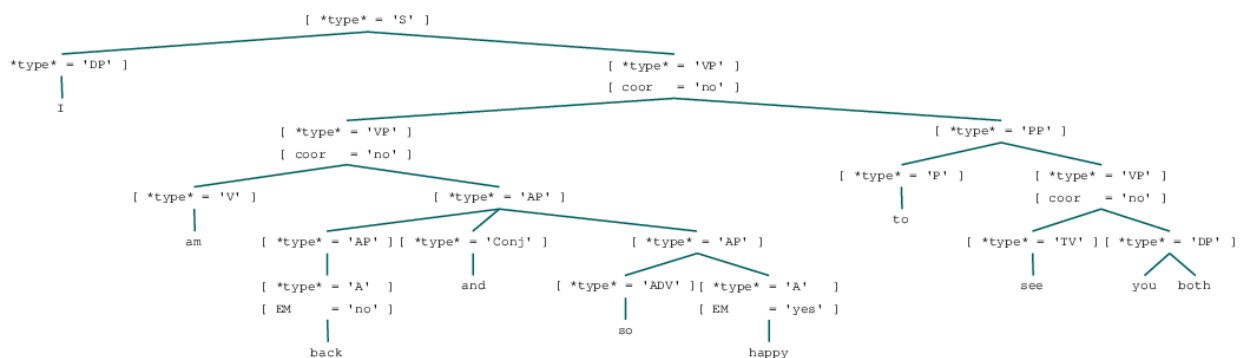 [ *type* = 'S' ]
*type* = 'DP' ]
[ *type* = 'VP' ]
[ coor = 'no' ]
I
[ *type* = 'VP' ]
[ coor = 'no' ]
[ *type* = 'PP' ]
[ *type* = 'V' ]
[ *type* = 'AP' ]
[ *type* = 'P' ]
[ *type* = 'VP' ]
[ coor = 'no' ]
am
to
[ *type* = 'AP' ]
[ *type* = 'Conj' ]
[ *type* = 'AP' ]
[ *type* = 'TV' ]
[ *type* = 'DP' ]
[ *type* = 'A' ]
[ EM = 'no' ]
and
[ *type* = 'ADV' ]
[ *type* = 'A' ]
[ EM = 'yes' ]
see
you both
so
back
happy